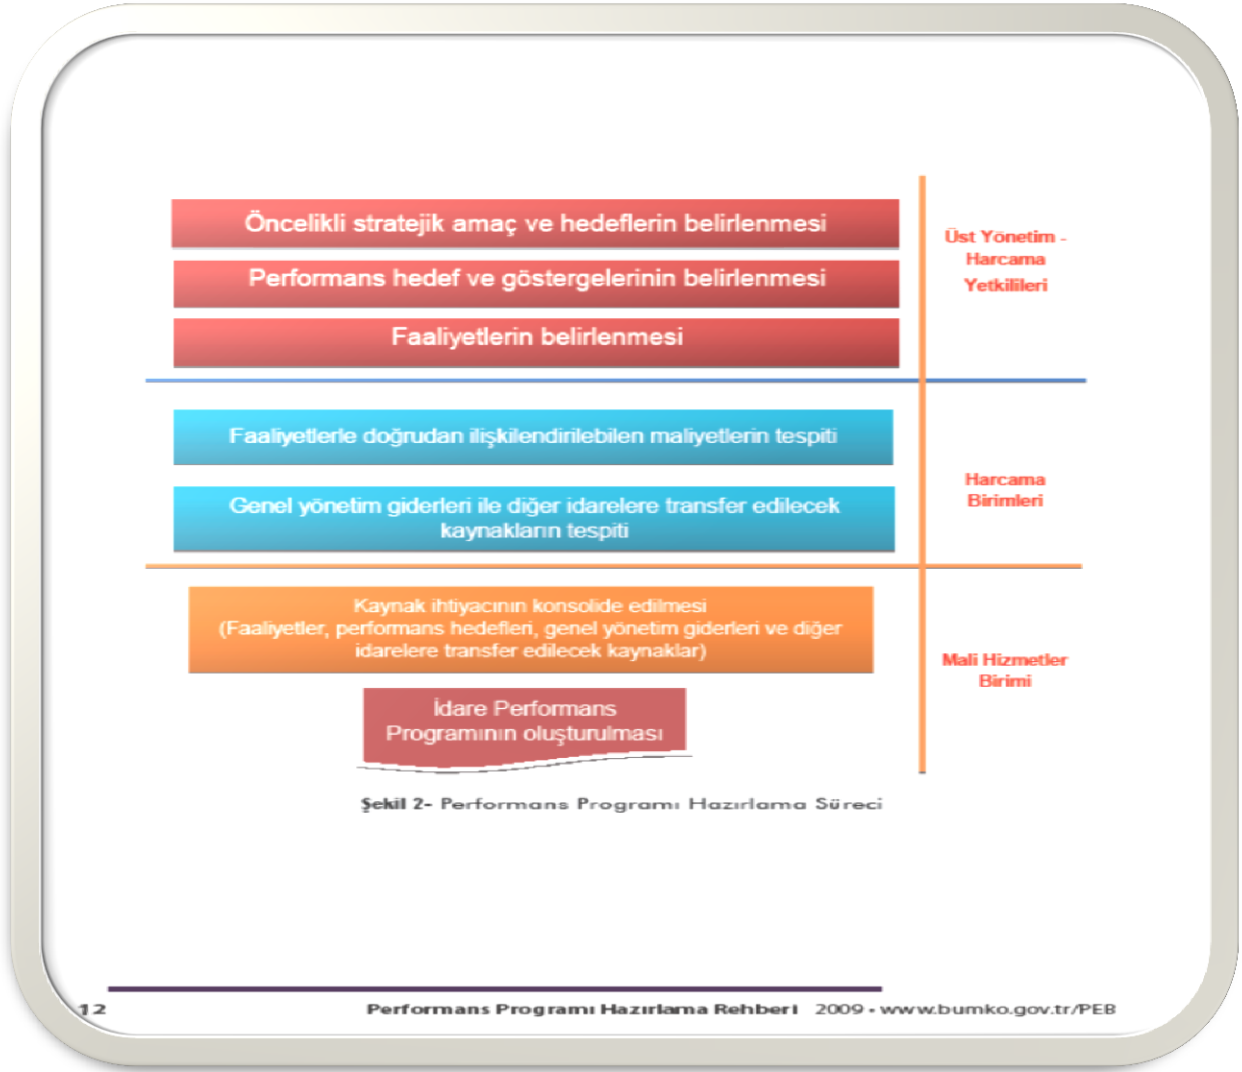 Öncelikli stratejik amaç ve hedeflerin belirlenmesi
Performans hedef ve göstergelerinin belirlenmesi
Faaliyetlerin belirlenmesi
Üst Yönetim -
Harcama
Yetkilileri
Faaliyetlerle doğrudan ilişkilendirilebilen maliyetlerin tespiti
Genel yönetim giderleri ile diğer idarelere transfer edilecek
kaynakların tespiti
Harcama
Birimleri
Kaynak ihtiyacının konsolide edilmesi
(Faaliyetler, performans hedefleri, genel yönetim giderleri ve diğer
idarelere transfer edilecek kaynaklar)
İdare Performans
Programının oluşturulması
Mali Hizmetler
Birimi
Şekil 2- Performans Programı Hazırlama Süreci
12
Performans Programı Hazırlama Rehberi 2009 • www.bumko.gov.tr/PEB